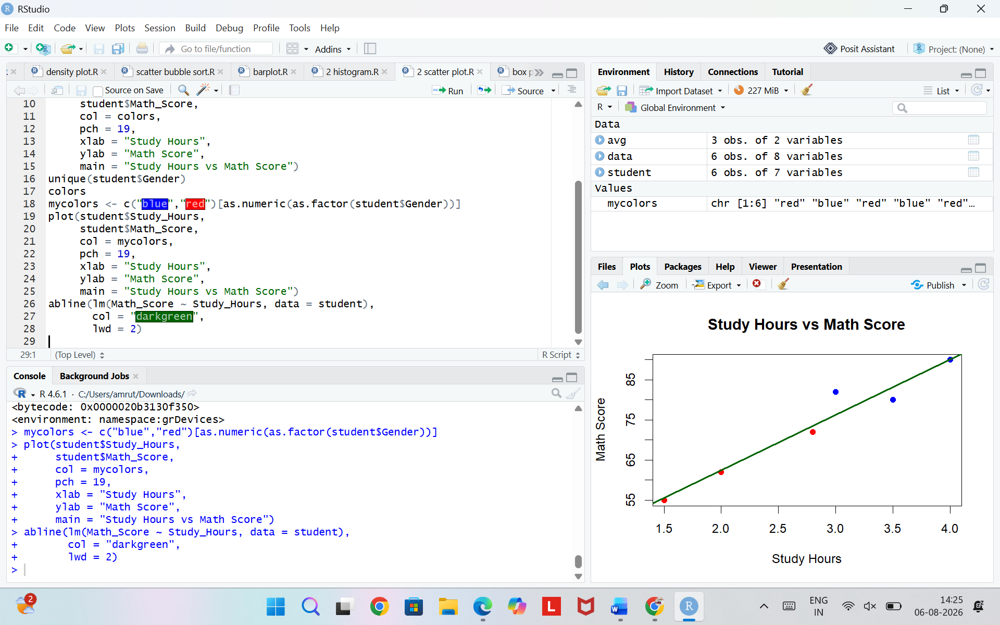 RStudio
File Edit Code View Plots Session Build Debug Profile Tools Help
Go to file/function Addins Posit Assistant Project: (None)
density plot.R scatter bubble sort.R barplot.R 2 histogram.R 2 scatter plot.R box p
Source on Save Run Source
10 student$Math_Score,
11 col = colors,
12 pch = 19,
13 xlab = "Study Hours",
14 ylab = "Math Score",
15 main = "Study Hours vs Math Score")
16 unique(student$Gender)
17 colors
18 mycolors <- c("blue","red")[as.numeric(as.factor(student$Gender))]
19 plot(student$Study_Hours,
20 student$Math_Score,
21 col = mycolors,
22 pch = 19,
23 xlab = "Study Hours",
24 ylab = "Math Score",
25 main = "Study Hours vs Math Score")
26 abline(lm(Math_Score ~ Study_Hours, data = student),
27 col = "darkgreen",
28 lwd = 2)
29
29:1 (Top Level) R Script
Console Background Jobs
R 4.6.1 · C:/Users/amrut/Downloads/
<bytecode: 0x0000020b3130f350>
<environment: namespace:grDevices>
> mycolors <- c("blue","red")[as.numeric(as.factor(student$Gender))]
> plot(student$Study_Hours,
+ student$Math_Score,
+ col = mycolors,
+ pch = 19,
+ xlab = "Study Hours",
+ ylab = "Math Score",
+ main = "Study Hours vs Math Score")
> abline(lm(Math_Score ~ Study_Hours, data = student),
+ col = "darkgreen",
+ lwd = 2)
>
Environment History Connections Tutorial
Import Dataset 227 MiB List
R Global Environment
Data
avg 3 obs. of 2 variables
data 6 obs. of 8 variables
student 6 obs. of 7 variables
Values
mycolors chr [1:6] "red" "blue" "red" "blue" "red"…
Files Plots Packages Help Viewer Presentation
Zoom Export Publish
Study Hours vs Math Score
Math Score
85
75
65
55
1.5 2.0 2.5 3.0 3.5 4.0
Study Hours
2
L
W
R
ENG
IN
14:25
06-08-2026